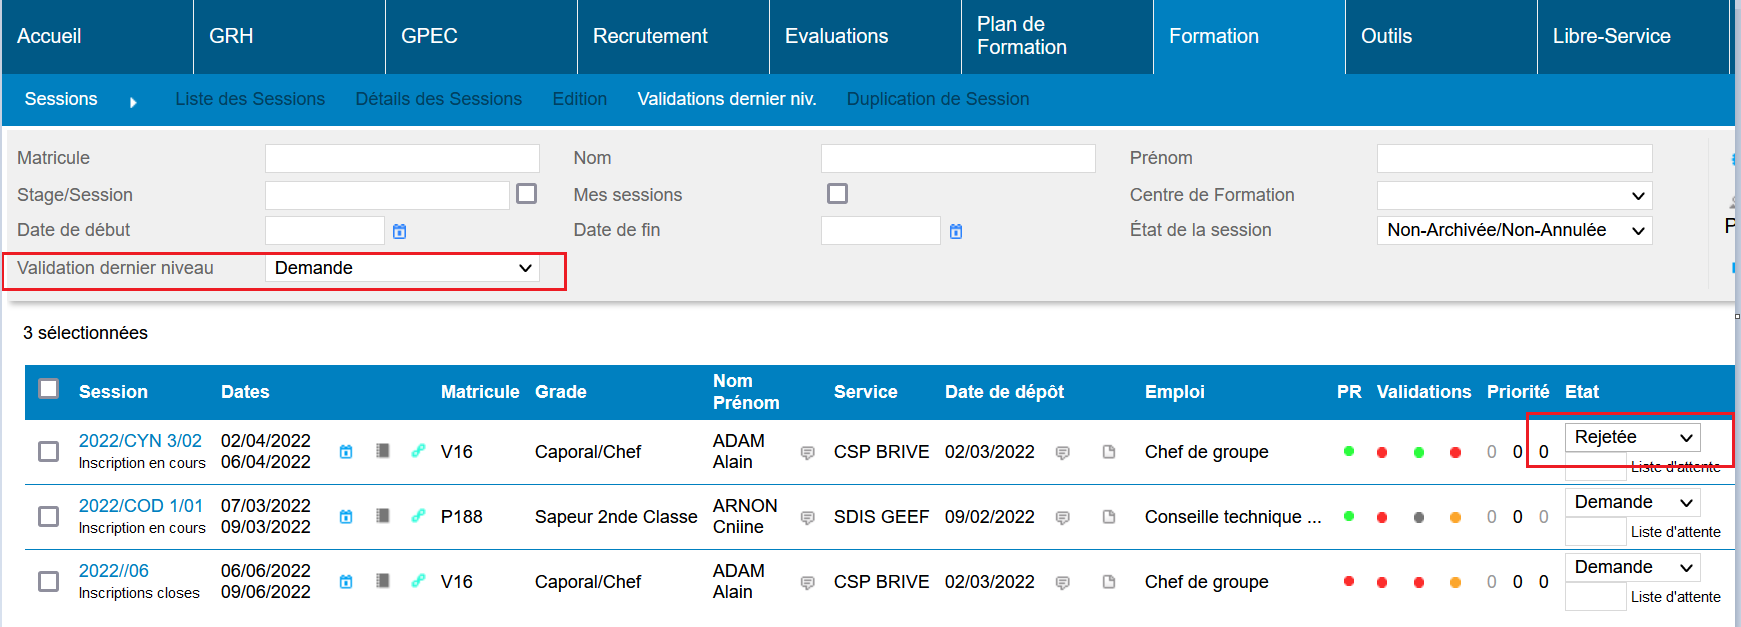 Accueil GRH GPEC Recrutement Evaluations Plan de Formation Formation Outils Libre-Service
Sessions Liste des Sessions Détails des Sessions Edition Validations dernier niv. Duplication de Session
Matricule Nom Prénom
Stage/Session Mes sessions Centre de Formation
Date de début Date de fin État de la session Non-Archivée/Non-Annulée P
Validation dernier niveau Demande
3 sélectionnées
Session Dates Matricule Grade Nom Prénom Service Date de dépôt Emploi PR Validations Priorité Etat
2022/CYN 3/02 02/04/2022 ADAM Rejetée
Inscription en cours 06/04/2022 V16 Caporal/Chef Alain CSP BRIVE 02/03/2022 Chef de groupe 0 0 0 Liste d'attente
2022/COD 1/01 07/03/2022 ARNON Demande
Inscription en cours 09/03/2022 P188 Sapeur 2nde Classe Cniine SDIS GEEF 09/02/2022 Conseille technique ... 0 0 0 Liste d'attente
2022//06 06/06/2022 ADAM Demande
Inscriptions closes 09/06/2022 V16 Caporal/Chef Alain CSP BRIVE 02/03/2022 Chef de groupe 0 0 0 Liste d'attente